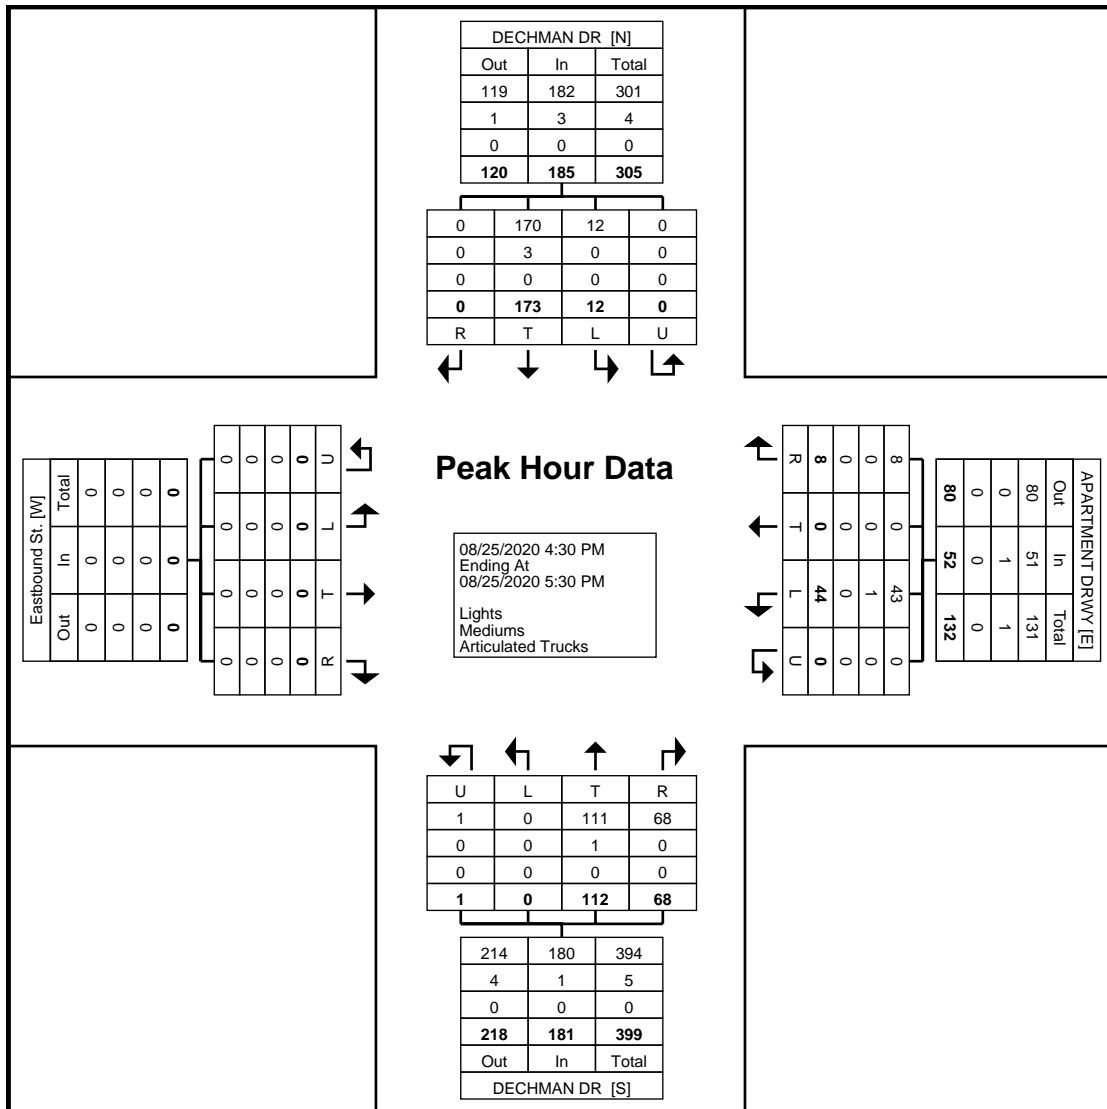 DECHMAN DR [N]
Out In Total
119 182 301
1 3 4
0 0 0
120 185 305
0 170 12 0
0 3 0 0
0 0 0 0
0 173 12 0
R T L U
Eastbound St. [W]
Total In Out
0 0 0
0 0 0
0 0 0
0 0 0
0 0 0 0
0 0 0 0
0 0 0 0
0 0 0 0
U L T R
Peak Hour Data
08/25/2020 4:30 PM
Ending At
08/25/2020 5:30 PM
Lights
Mediums
Articulated Trucks
APARTMENT DRWY [E]
Out In Total
80 51 131
0 1 1
0 0 0
80 52 132
8 0 43 0
0 0 1 0
0 0 0 0
8 0 44 0
R T L U
U L T R
1 0 111 68
0 0 1 0
0 0 0 0
1 0 112 68
214 180 394
4 1 5
0 0 0
218 181 399
Out In Total
DECHMAN DR [S]